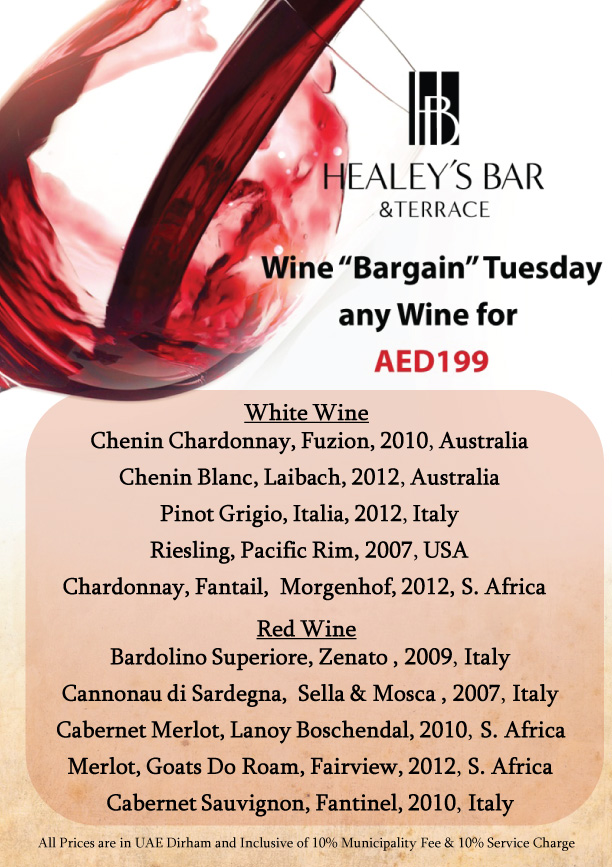 HB
HEALEY'S BAR
&TERRACE
Wine “Bargain” Tuesday
any Wine for
AED199
White Wine
Chenin Chardonnay, Fuzion, 2010, Australia
Chenin Blanc, Laibach, 2012, Australia
Pinot Grigio, Italia, 2012, Italy
Riesling, Pacific Rim, 2007, USA
Chardonnay, Fantail,  Morgenhof, 2012, S. Africa
Red Wine
Bardolino Superiore, Zenato , 2009, Italy
Cannonau di Sardegna,  Sella & Mosca , 2007, Italy
Cabernet Merlot, Lanoy Boschendal, 2010, S. Africa
Merlot, Goats Do Roam, Fairview, 2012, S. Africa
Cabernet Sauvignon, Fantinel, 2010, Italy
All Prices are in UAE Dirham and Inclusive of 10% Municipality Fee & 10% Service Charge